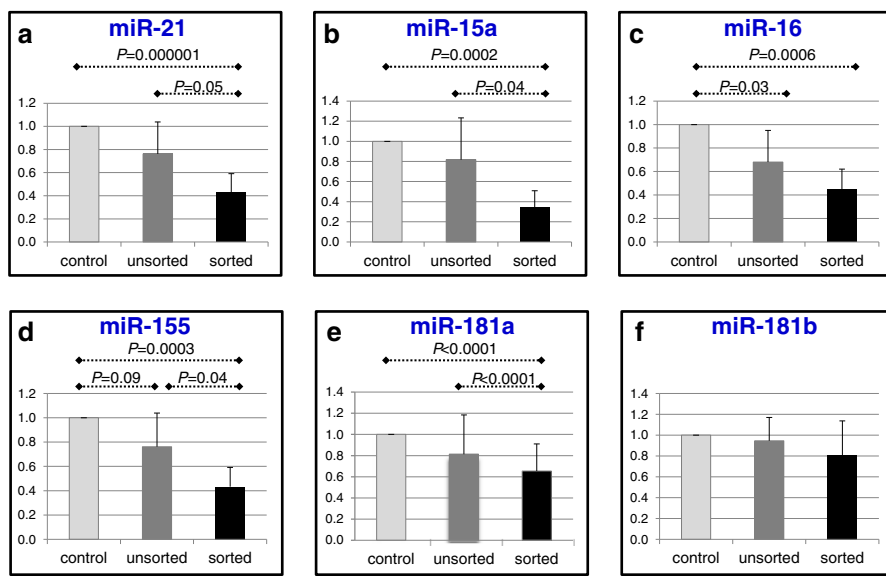 a miR-21
P=0.000001
P=0.05
1.2
1.0
0.8
0.6
0.4
0.2
0.0
control unsorted sorted
b miR-15a
P=0.0002
P=0.04
1.4
1.2
1.0
0.8
0.6
0.4
0.2
0.0
control unsorted sorted
c miR-16
P=0.0006
P=0.03
1.2
1.0
0.8
0.6
0.4
0.2
0.0
control unsorted sorted
d miR-155
P=0.0003
P=0.09 P=0.04
1.2
1.0
0.8
0.6
0.4
0.2
0.0
control unsorted sorted
e miR-181a
P<0.0001
P<0.0001
1.4
1.2
1.0
0.8
0.6
0.4
0.2
0.0
control unsorted sorted
f miR-181b
1.4
1.2
1.0
0.8
0.6
0.4
0.2
0.0
control unsorted sorted